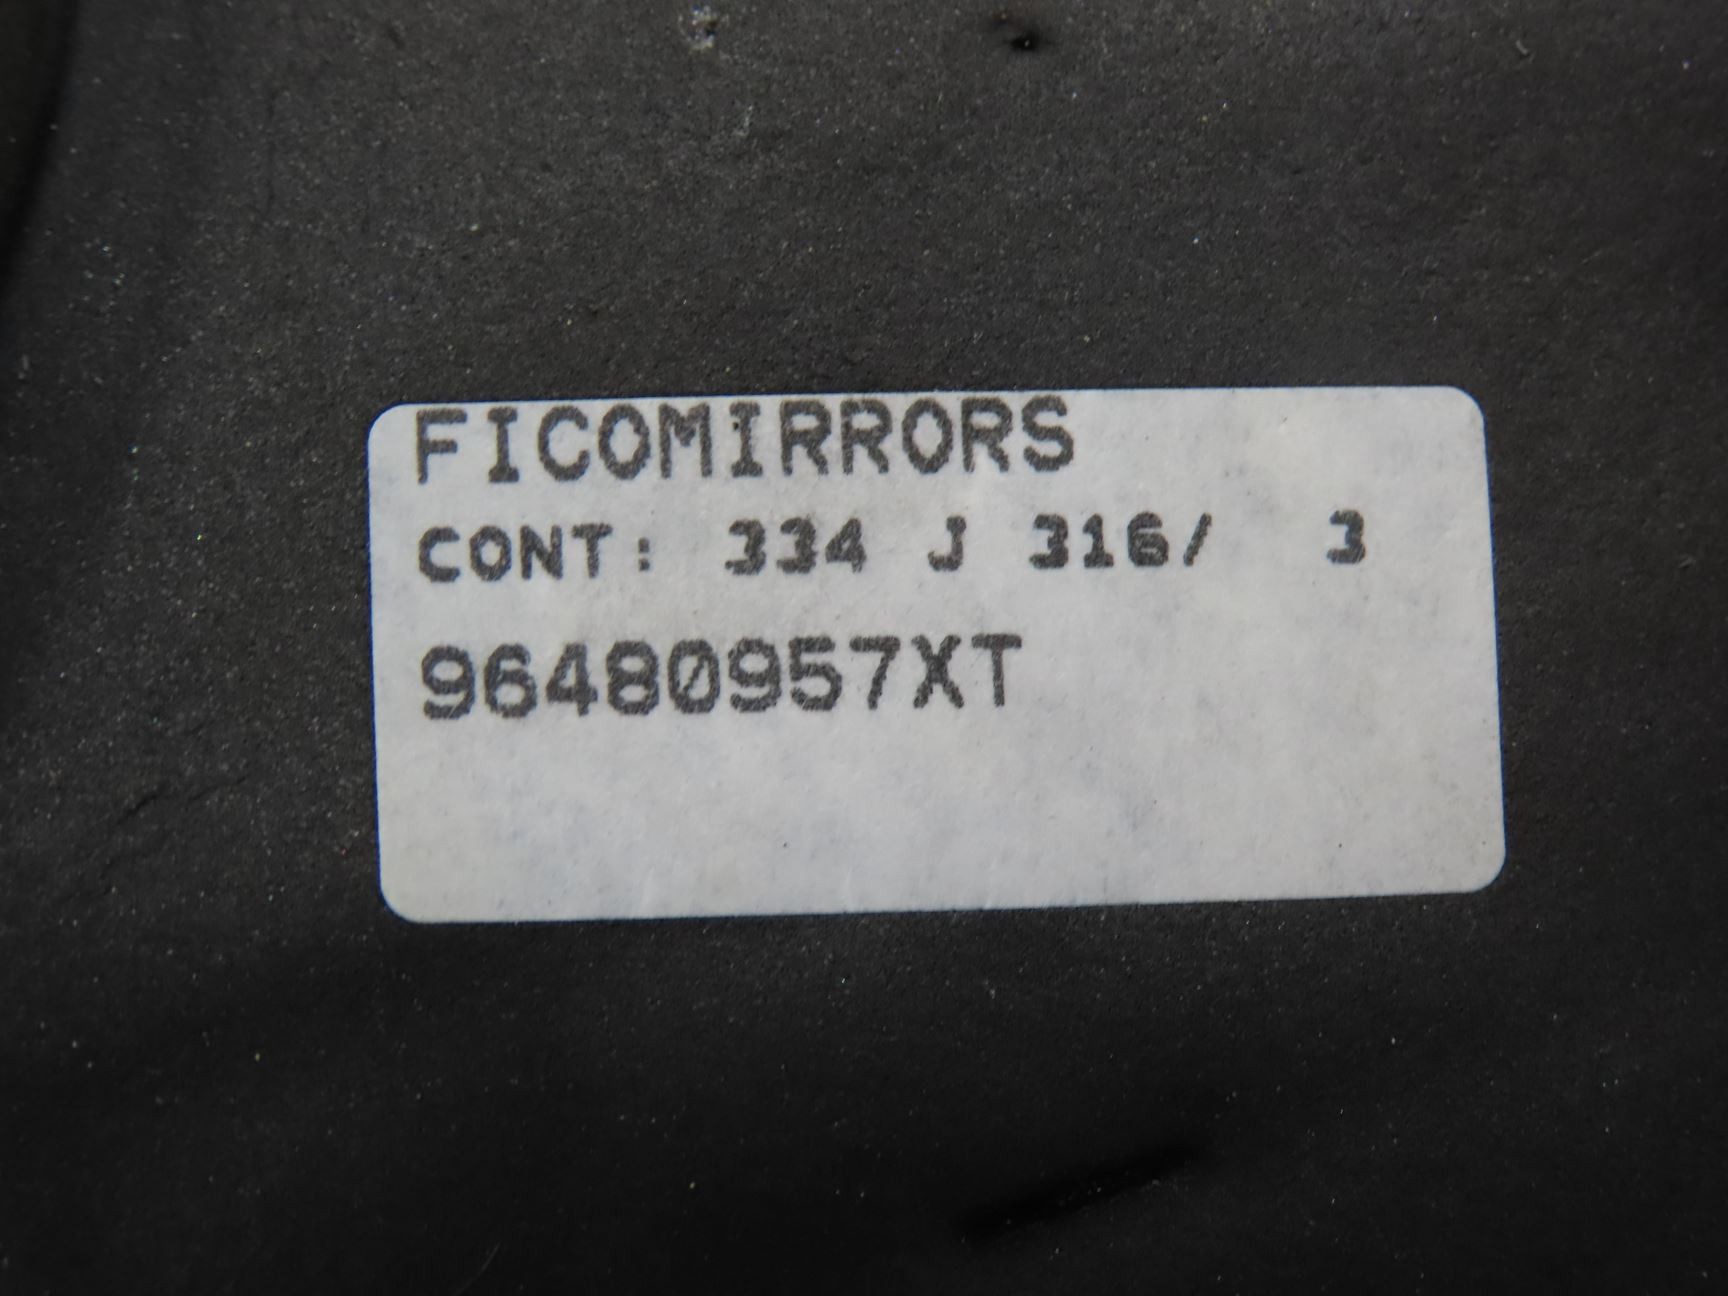 FICOMIRRORS
CONT: 334 J 316/ 3
96480957XT